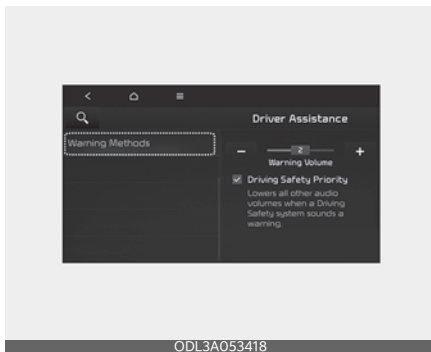 Driver Assistance
Warning Methods
2
Warning Volume
Driving Safety Priority
Lowers all other audio
volumes when a Driving
Safety system sounds a
warning.
ODL3A053418